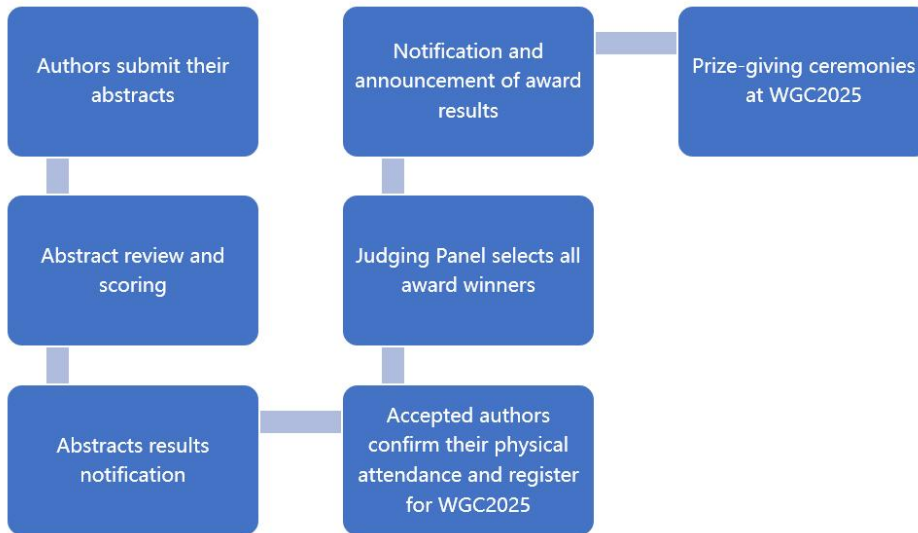 Authors submit their
abstracts
Abstract review and
scoring
Abstracts results
notification
Accepted authors
confirm their physical
attendance and register
for WGC2025
Judging Panel selects all
award winners
Notification and
announcement of award
results
Prize-giving ceremonies
at WGC2025